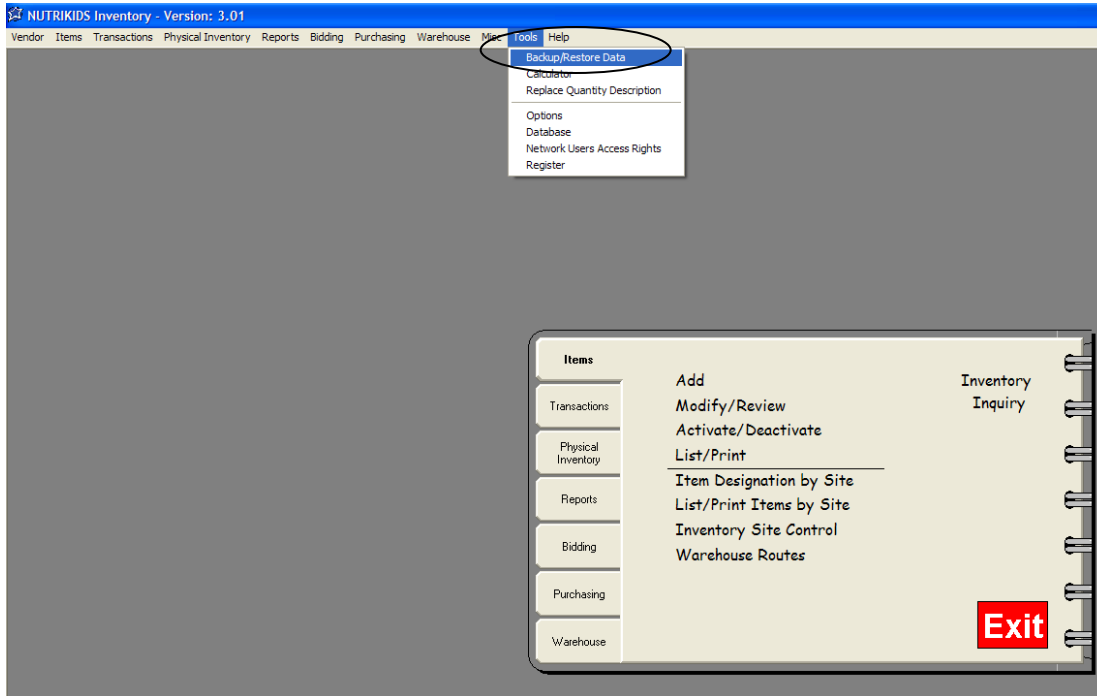 NUTRIKIDS Inventory - Version: 3.01
Vendor Items Transactions Physical Inventory Reports Bidding Purchasing Warehouse Misc Tools Help
Backup/Restore Data
Calculator
Replace Quantity Description
Options
Database
Network Users Access Rights
Register
Items
Transactions
Physical
Inventory
Reports
Bidding
Purchasing
Warehouse
Add
Modify/Review
Activate/Deactivate
List/Print
Item Designation by Site
List/Print Items by Site
Inventory Site Control
Warehouse Routes
Inventory
Inquiry
Exit